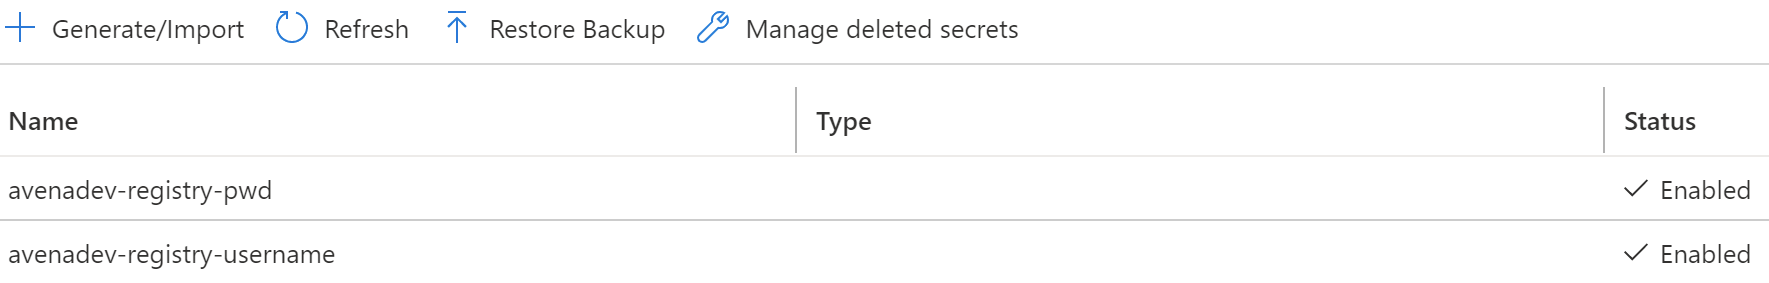 Generate/Import Refresh Restore Backup Manage deleted secrets
Name Type Status
avenadev-registry-pwd Enabled
avenadev-registry-username Enabled